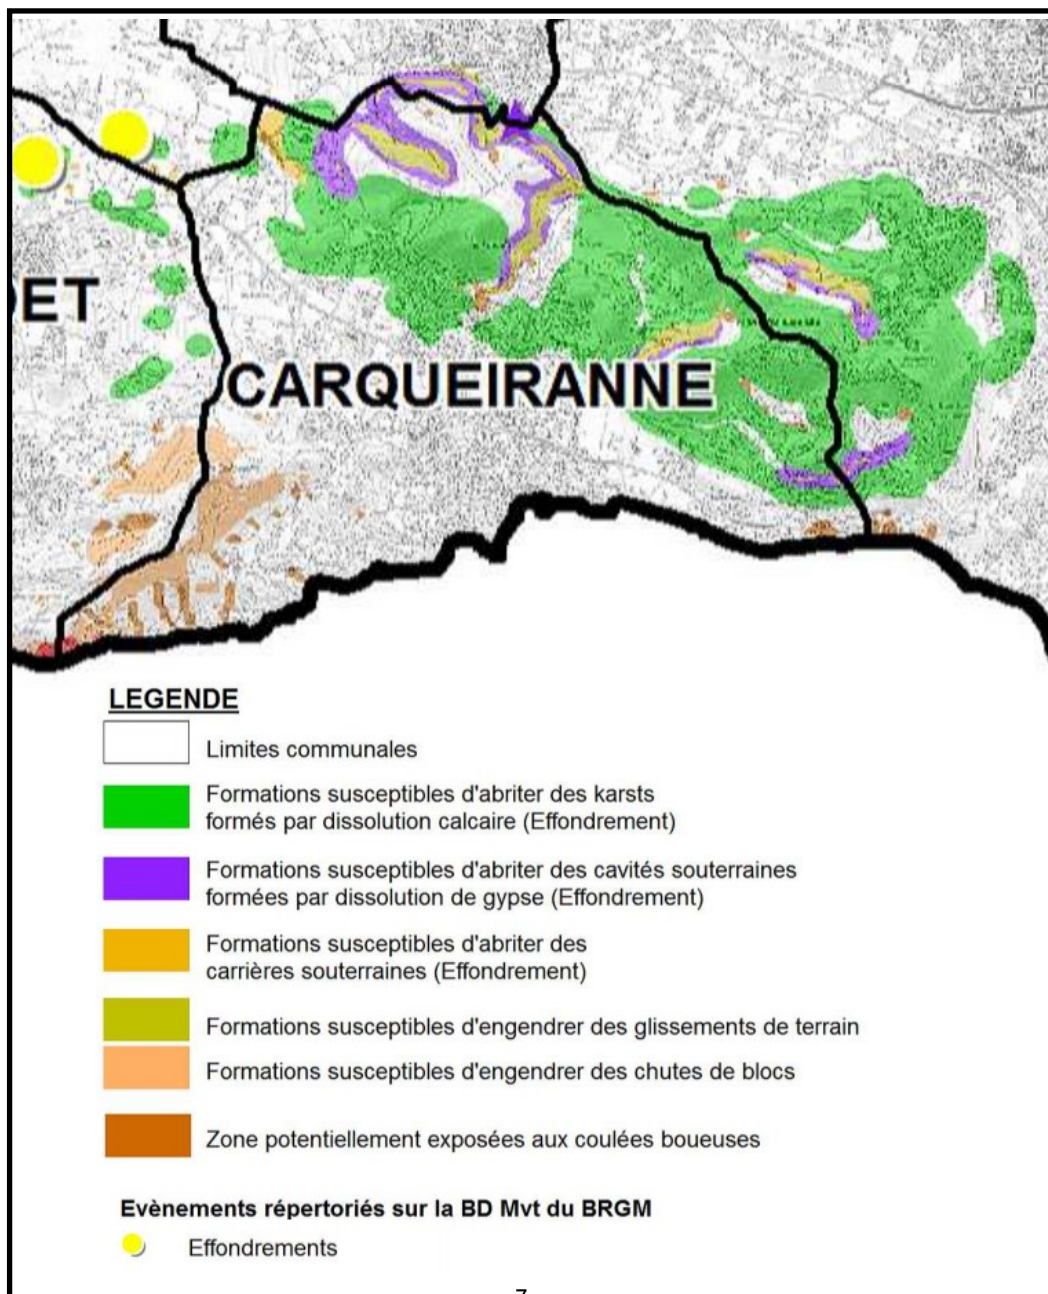 DET
CARQUEIRANNE
LEGENDE
Limites communales
Formations susceptibles d'abriter des karsts
formés par dissolution calcaire (Effondrement)
Formations susceptibles d'abriter des cavités souterraines
formées par dissolution de gypse (Effondrement)
Formations susceptibles d'abriter des
carrières souterraines (Effondrement)
Formations susceptibles d'engendrer des glissements de terrain
Formations susceptibles d'engendrer des chutes de blocs
Zone potentiellement exposées aux coulées boueuses
Evènements répertoriés sur la BD Mvt du BRGM
Effondrements
7